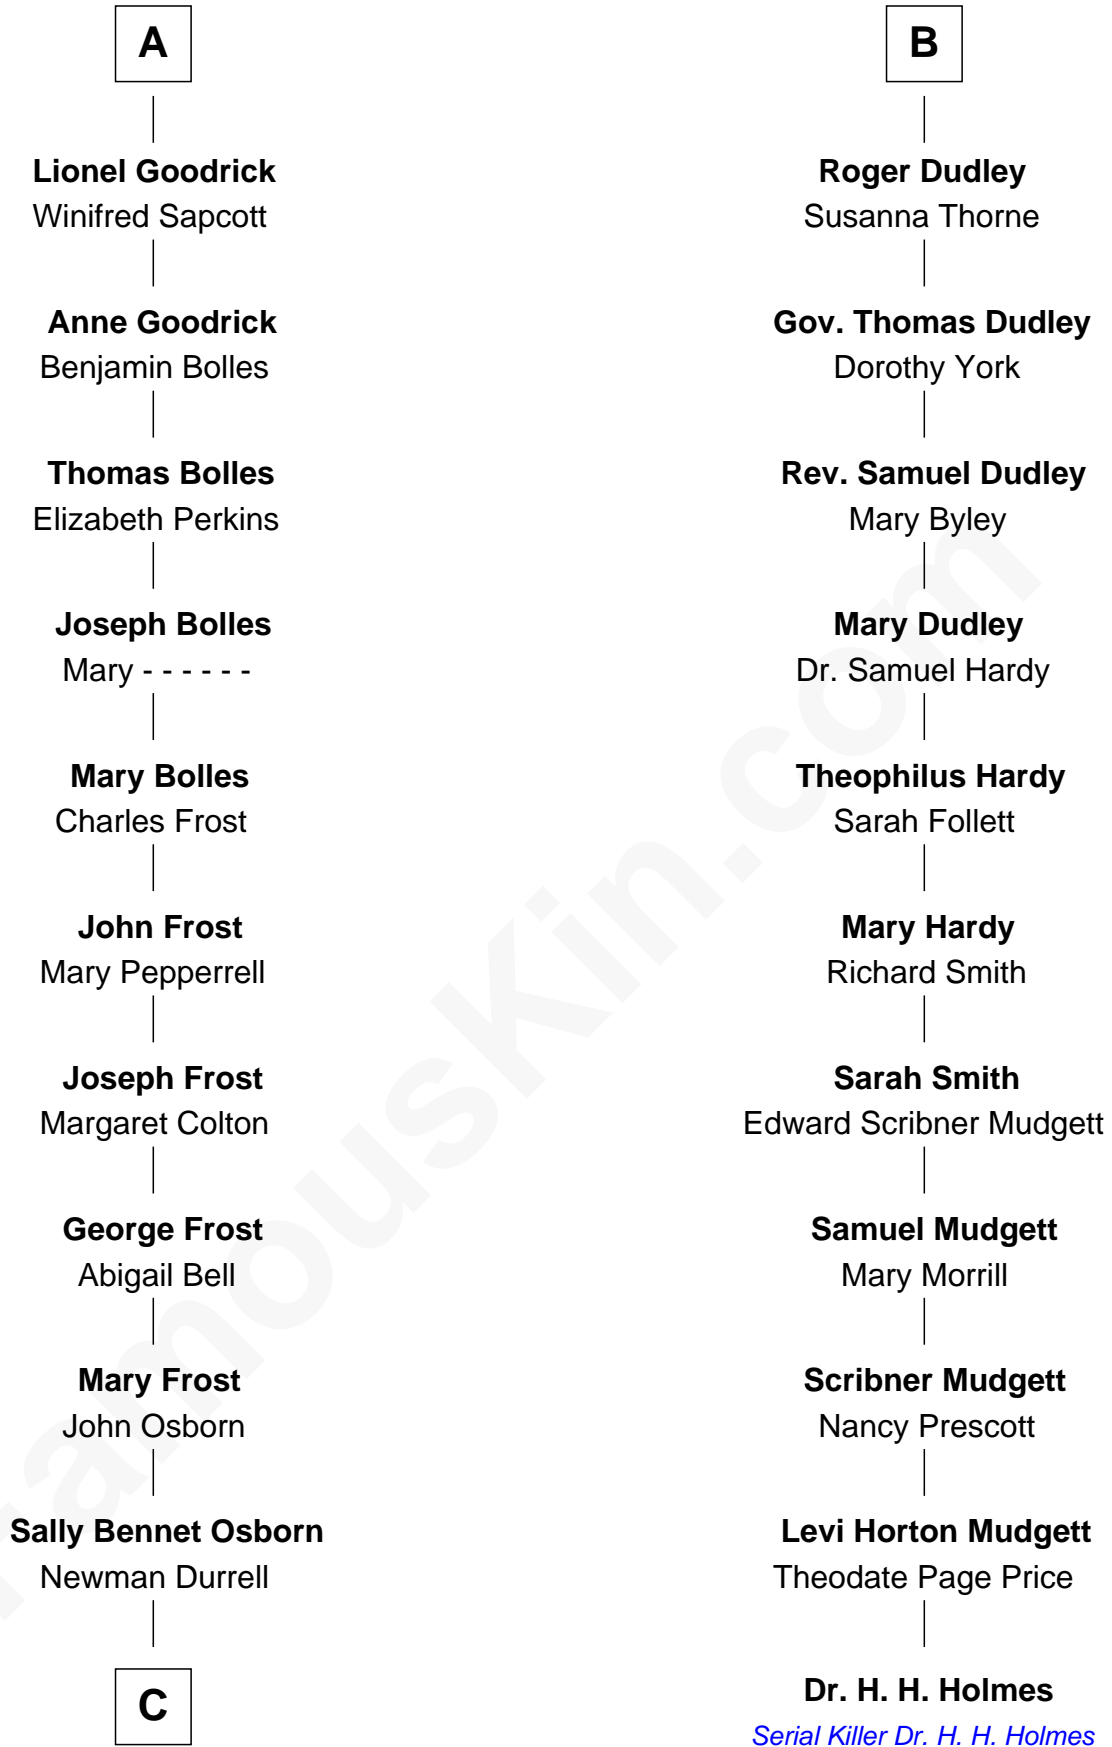 A
Lionel Goodrick
Winifred Sapcott
Anne Goodrick
Benjamin Bolles
Thomas Bolles
Elizabeth Perkins
Joseph Bolles
Mary - - - - - -
Mary Bolles
Charles Frost
John Frost
Mary Pepperrell
Joseph Frost
Margaret Colton
George Frost
Abigail Bell
Mary Frost
John Osborn
Sally Bennet Osborn
Newman Durrell
C
B
Roger Dudley
Susanna Thorne
Gov. Thomas Dudley
Dorothy York
Rev. Samuel Dudley
Mary Byley
Mary Dudley
Dr. Samuel Hardy
Theophilus Hardy
Sarah Follett
Mary Hardy
Richard Smith
Sarah Smith
Edward Scribner Mudgett
Samuel Mudgett
Mary Morrill
Scribner Mudgett
Nancy Prescott
Levi Horton Mudgett
Theodate Page Price
Dr. H. H. Holmes
Serial Killer Dr. H. H. Holmes
FamousKin.com